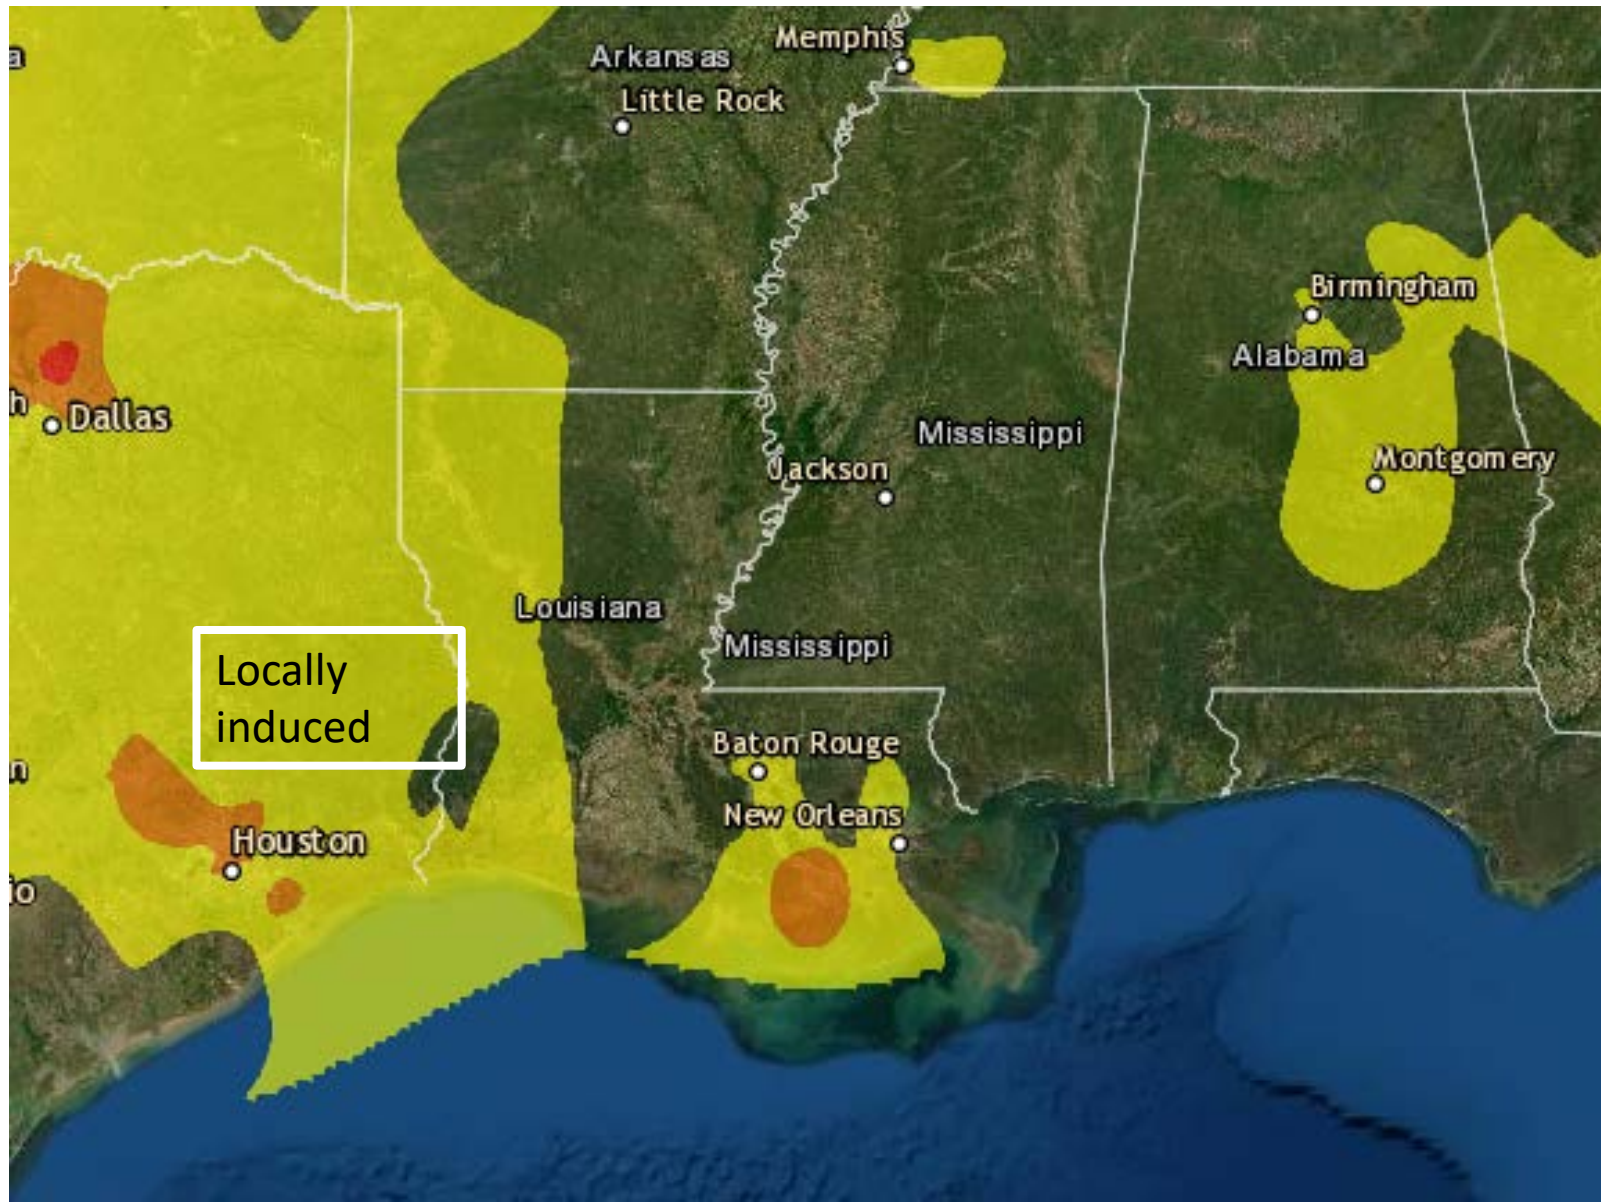 Memphis
Arkansas
Little Rock
a
Birmingham
Alabama
h
Dallas
Mississippi
Montgomery
Jackson
Louisiana
Mississippi
Locally
induced
Baton Rouge
n
New Orleans
Houston
io